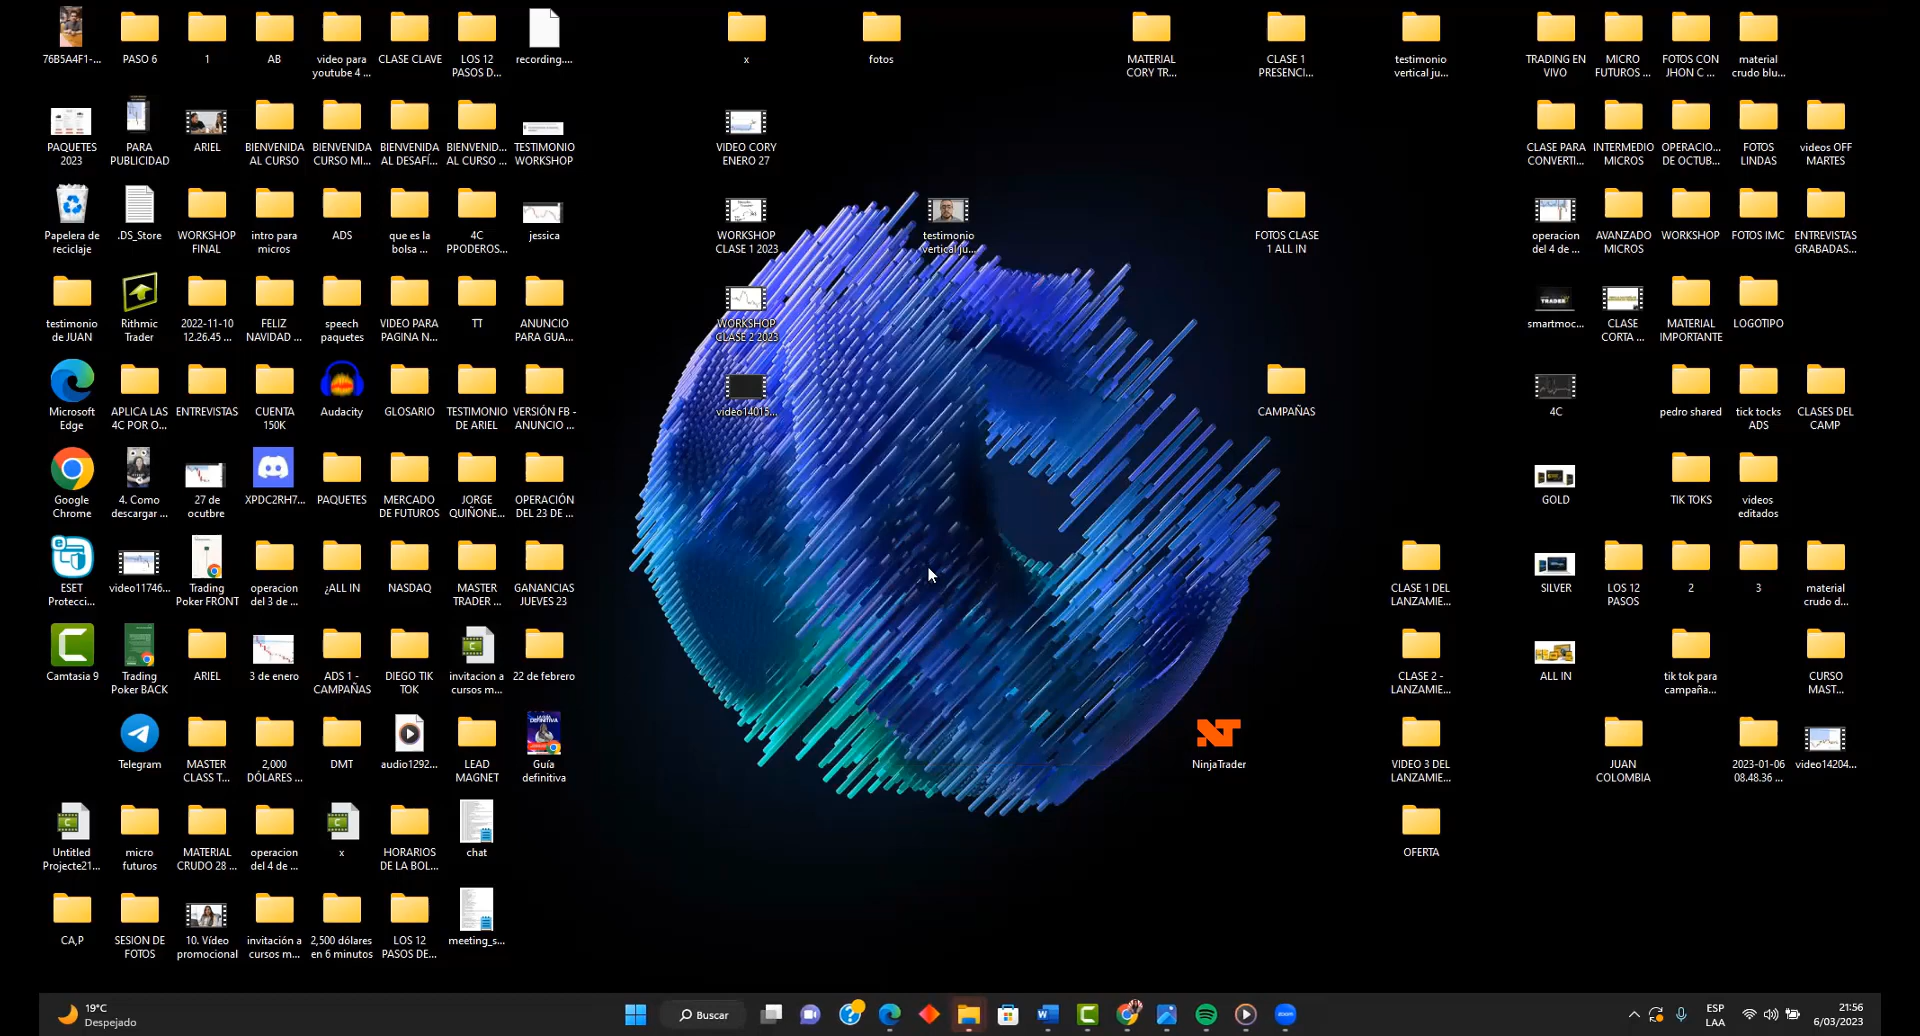 76B5A4F1-...
PASO 6
1
AB
video para
youtube 4 ...
CLASE CLAVE
LOS 12
PASOS D...
recording....
x
fotos
MATERIAL
CORY TR...
CLASE 1
PRESENCI...
testimonio
vertical ju...
TRADING EN
VIVO
MICRO
FUTUROS ...
FOTOS CON
JHON C ...
material
crudo blu...
PAQUETES
2023
PARA
PUBLICIDAD
ARIEL
BIENVENIDA
AL CURSO
BIENVENIDA
CURSO MI...
BIENVENIDA
AL DESAFÍ...
BIENVENID...
AL CURSO ...
TESTIMONIO
WORKSHOP
VIDEO CORY
ENERO 27
CLASE PARA
CONVERTI...
INTERMEDIO
MICROS
OPERACIO...
DE OCTUB...
FOTOS
LINDAS
videos OFF
MARTES
Papelera de
reciclaje
.DS_Store
WORKSHOP
FINAL
intro para
micros
ADS
que es la
bolsa ...
4C
PPODEROS...
jessica
WORKSHOP
CLASE 1 2023
testimonio
vertical ju...
FOTOS CLASE
1 ALL IN
operacion
del 4 de ...
AVANZADO
MICROS
WORKSHOP
FOTOS IMC
ENTREVISTAS
GRABADAS...
testimonio
de JUAN
Rithmic
Trader
2022-11-10
12.26.45 ...
FELIZ
NAVIDAD ...
speech
paquetes
VIDEO PARA
PAGINA N...
TT
ANUNCIO
PARA GUA...
WORKSHOP
CLASE 2 2023
smartmoc...
CLASE
CORTA ...
MATERIAL
IMPORTANTE
LOGOTIPO
Microsoft
Edge
APLICA LAS
4C POR O...
ENTREVISTAS
CUENTA
150K
Audacity
GLOSARIO
TESTIMONIO
DE ARIEL
VERSIÓN FB -
ANUNCIO ...
video14015...
CAMPAÑAS
4C
pedro shared
tick tocks
ADS
CLASES DEL
CAMP
Google
Chrome
4. Como
descargar ...
27 de
ocutbre
XPDC2RH7...
PAQUETES
MERCADO
DE FUTUROS
JORGE
QUIÑONE...
OPERACIÓN
DEL 23 DE ...
GOLD
TIK TOKS
videos
editados
ESET
Protecci...
video11746...
Trading
Poker FRONT
operacion
del 3 de ...
¿ALL IN
NASDAQ
MASTER
TRADER ...
GANANCIAS
JUEVES 23
CLASE 1 DEL
LANZAMIE...
SILVER
LOS 12
PASOS
2
3
material
crudo d...
Camtasia 9
Trading
Poker BACK
ARIEL
3 de enero
ADS 1 -
CAMPAÑAS
DIEGO TIK
TOK
invitacion a
cursos m...
22 de febrero
CLASE 2 -
LANZAMIE...
ALL IN
tik tok para
campaña...
CURSO
MAST...
Telegram
MASTER
CLASS T...
2,000
DÓLARES ...
DMT
audio1292...
LEAD
MAGNET
Guía
definitiva
NT
NinjaTrader
VIDEO 3 DEL
LANZAMIE...
JUAN
COLOMBIA
2023-01-06
08.48.36 ...
video14204...
Untitled
Projecte21...
micro
futuros
MATERIAL
CRUDO 28 ...
operacion
del 4 de ...
x
HORARIOS
DE LA BOL...
chat
OFERTA
CA,P
SESION DE
FOTOS
10. Vídeo
promocional
invitación a
cursos m...
2,500 dólares
en 6 minutos
LOS 12
PASOS DE...
meeting_s...
19°C
Despejado
Buscar
zoom
ESP
LAA
21:56
6/03/2023